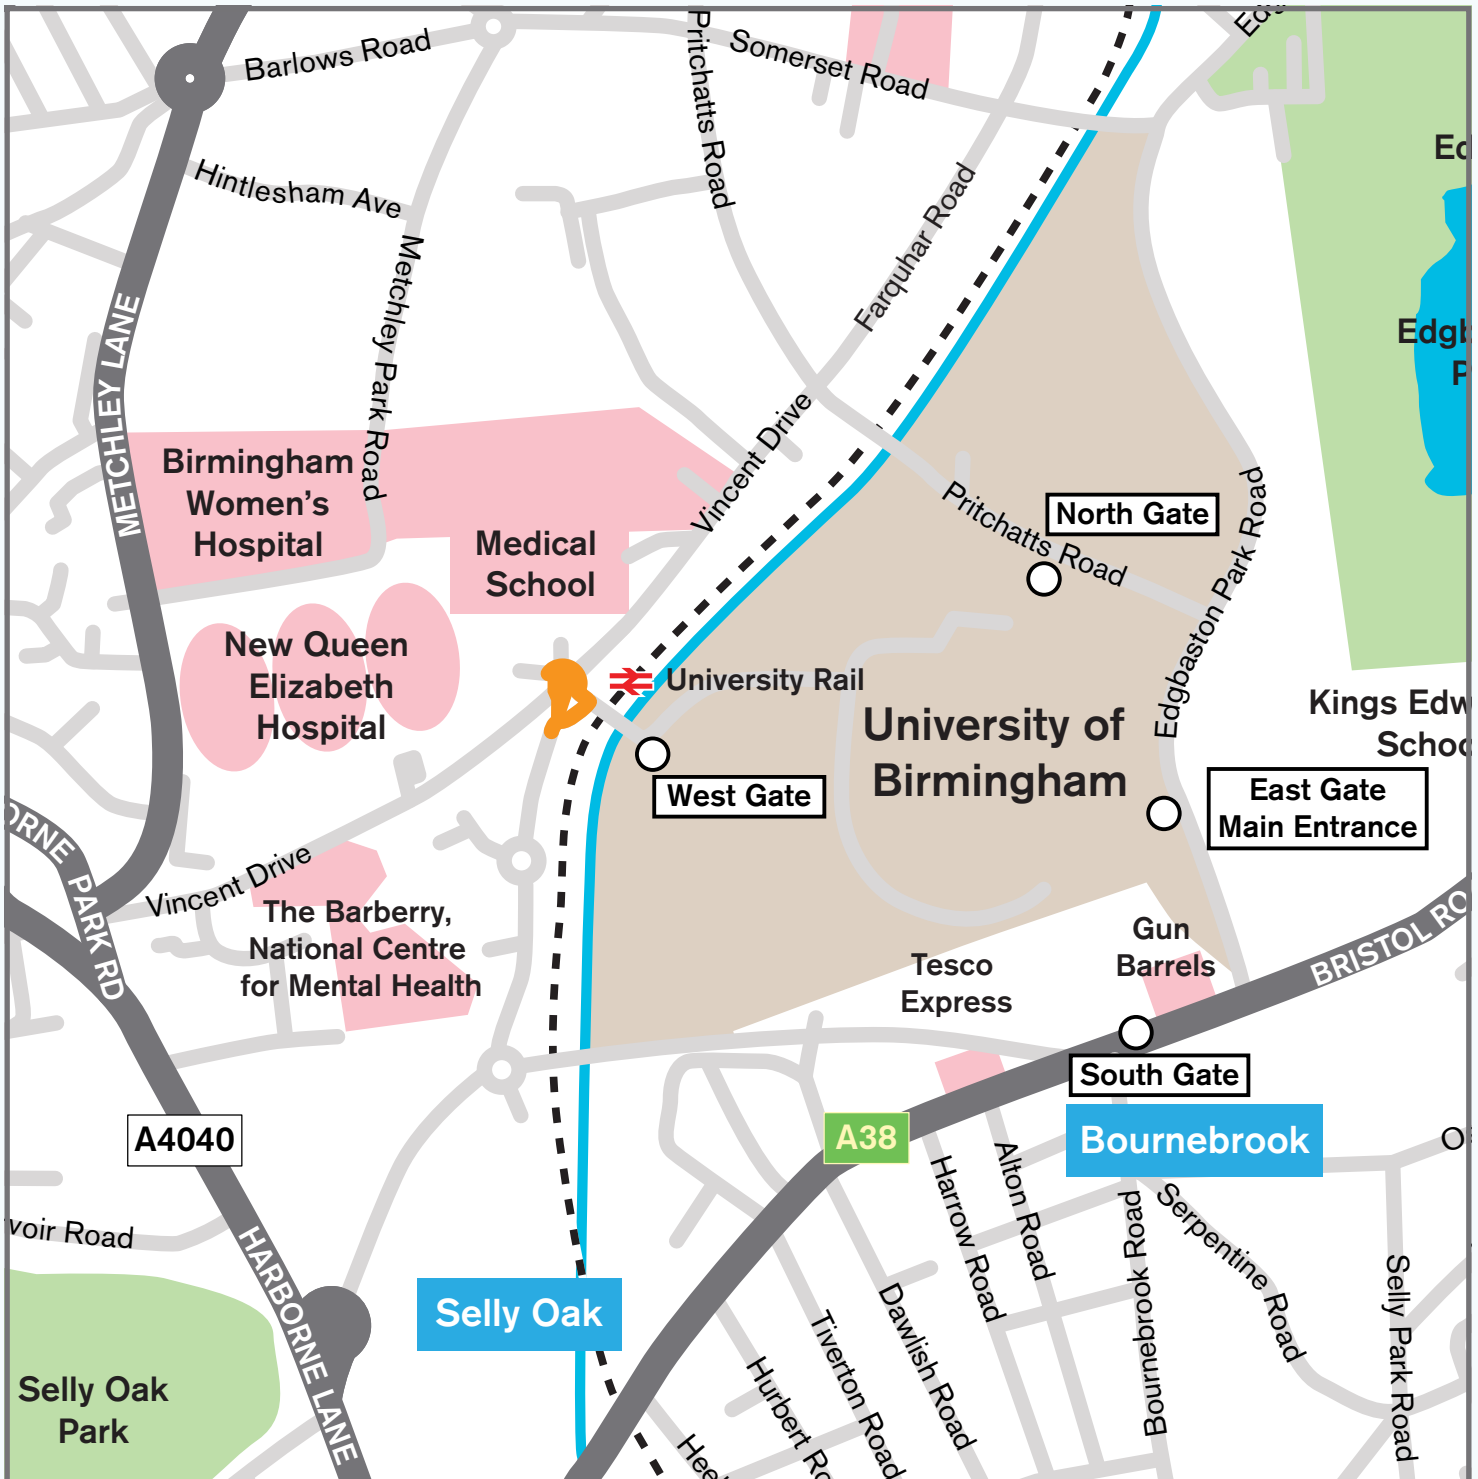 Barlows Road
Somerset Road
Pritchatts Road
Hintlesham Ave
Metchley Park Road
Farquhar Road
METCHLEY LANE
Vincent Drive
Birmingham
Women's
Hospital
Medical
School
Pritchatts Road
North Gate
Edgbaston Park Road
New Queen
Elizabeth
Hospital
University Rail
University of
Birmingham
Kings Edw
Schoo
West Gate
East Gate
Main Entrance
ORNE PARK RD
Vincent Drive
The Barberry,
National Centre
for Mental Health
Tesco
Express
Gun
Barrels
BRISTOL RO
South Gate
A4040
A38
Bournebrook
voir Road
HARBORNE LANE
Selly Oak
Harrow Road
Alton Road
Bournebrook Road
Serpentine Road
Selly Park Road
Dawlish Road
Tiverton Road
Hurbert Ro
Heel
Selly Oak
Park